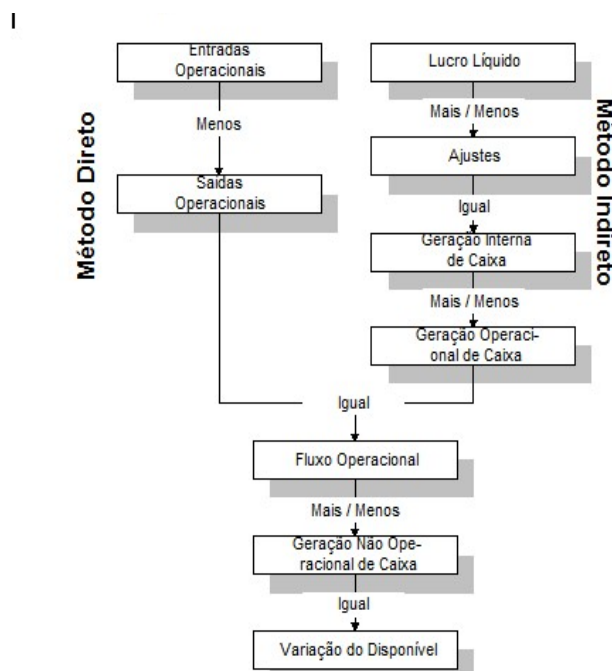 I
Entradas
Operacionais
Menos
Saídas
Operacionais
Método Direto
Lucro Líquido
Mais / Menos
Ajustes
Igual
Geração Interna
de Caixa
Mais / Menos
Geração Operaci-
onal de Caixa
Método Indireto
Igual
Fluxo Operacional
Mais / Menos
Geração Não Ope-
racional de Caixa
Igual
Variação do Disponível